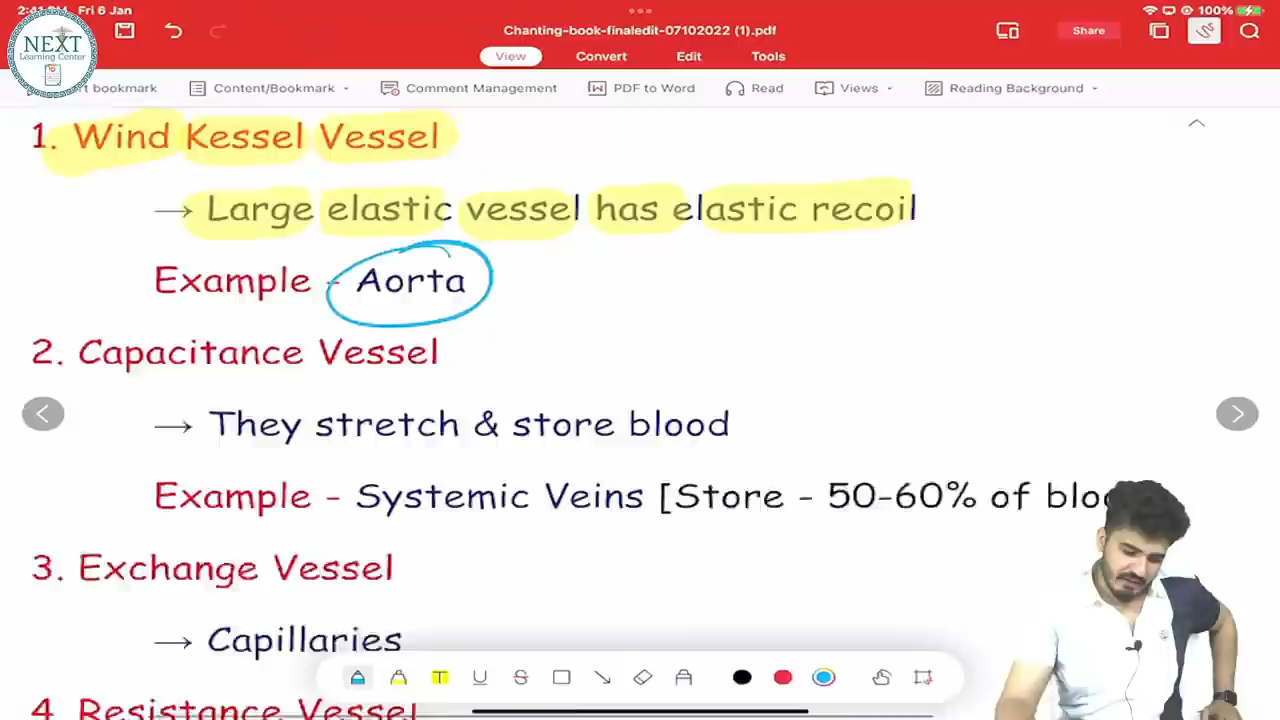 2:41 PM Fri 6 Jan
100%
NEXT
Learning Center
Chanting-book-finaledit-07102022 (1).pdf
Share
View Convert Edit Tools
bookmark Content/Bookmark Comment Management PDF to Word Read Views Reading Background
1. Wind Kessel Vessel
→ Large elastic vessel has elastic recoil
Example - Aorta
2. Capacitance Vessel
→ They stretch & store blood
Example - Systemic Veins [Store - 50-60% of
3. Exchange Vessel
→ Capillaries
4. Resistance Vessel